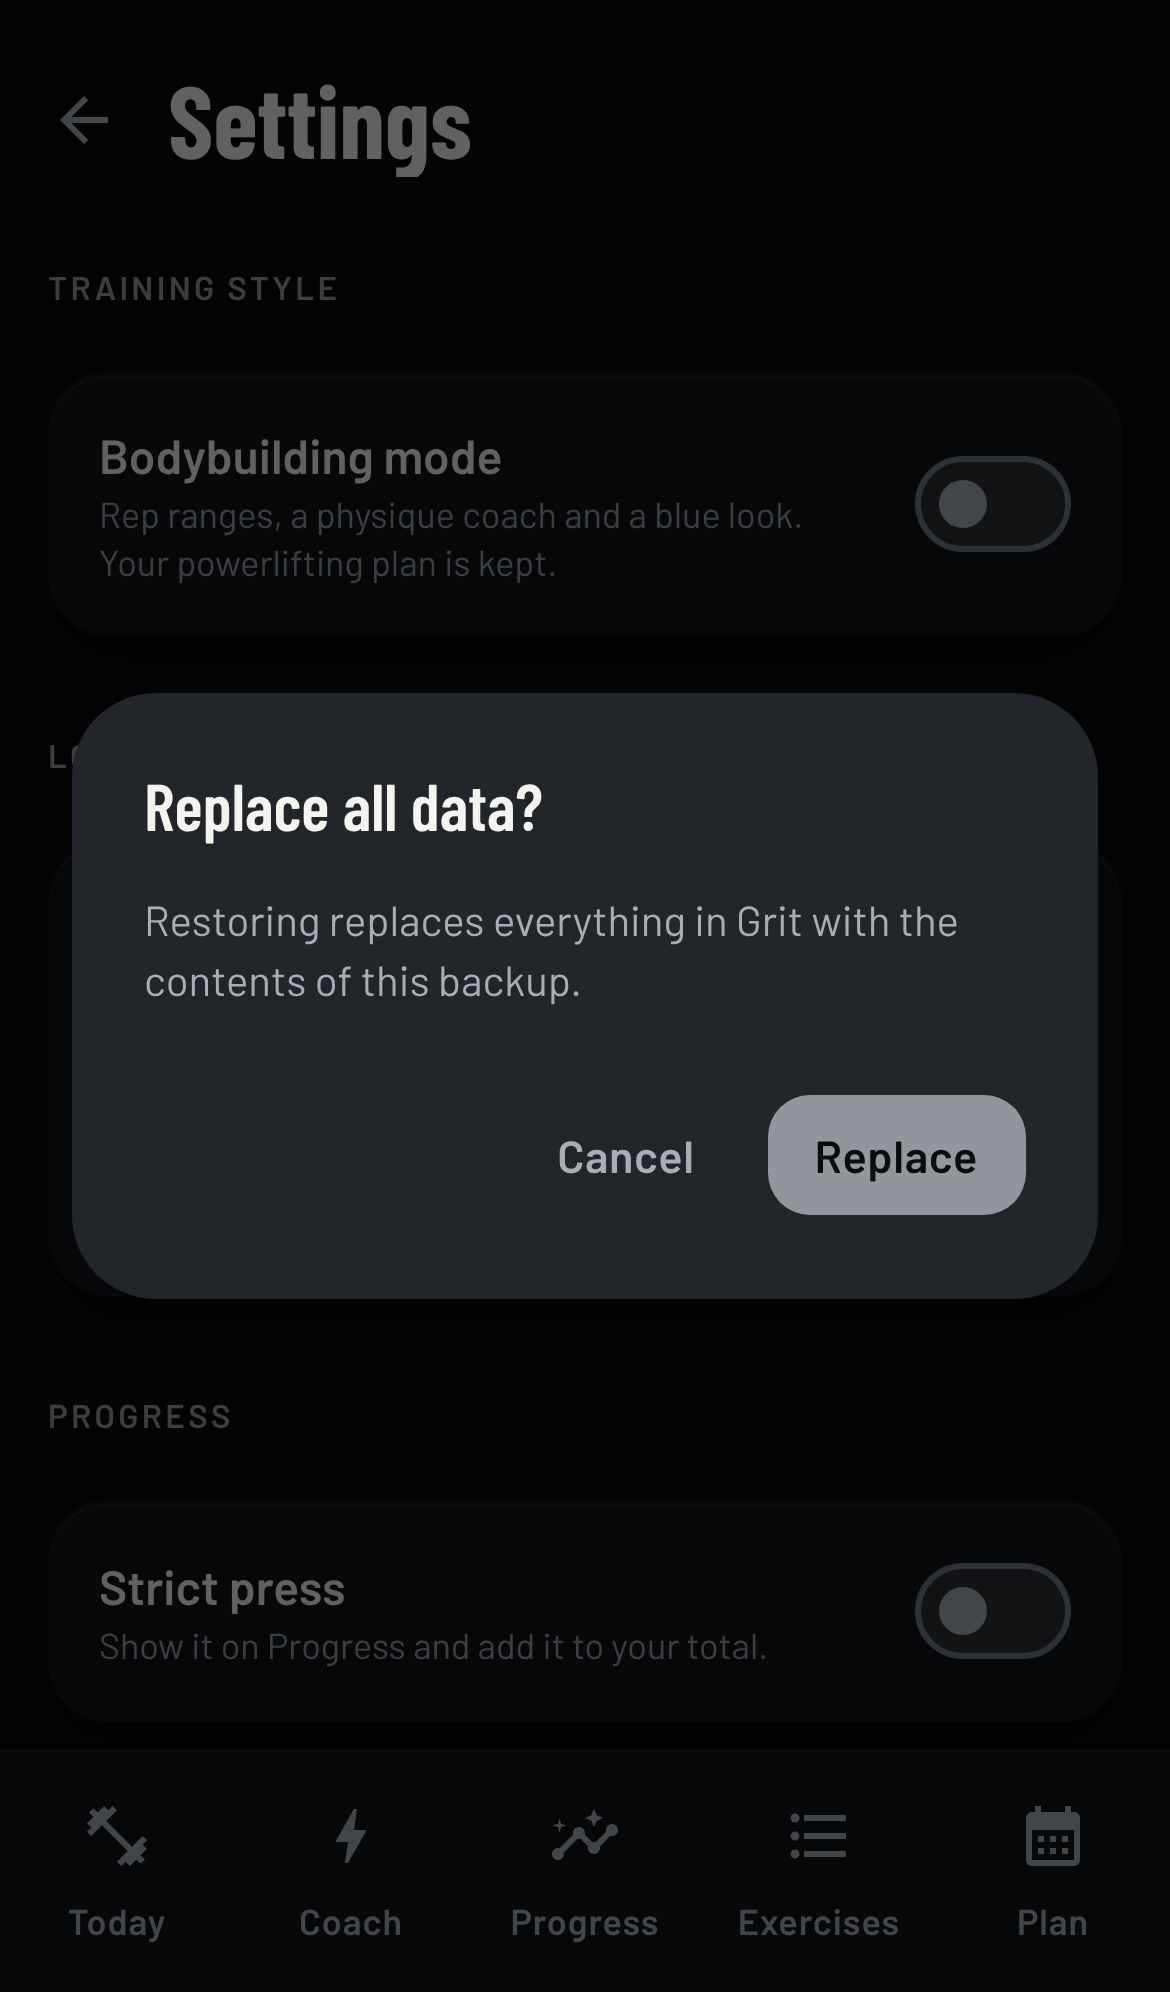 Settings
TRAINING STYLE
Bodybuilding mode
Rep ranges, a physique coach and a blue look.
Your powerlifting plan is kept.
Replace all data?
Restoring replaces everything in Grit with the
contents of this backup.
Cancel
Replace
PROGRESS
Strict press
Show it on Progress and add it to your total.
Today
Coach
Progress
Exercises
Plan